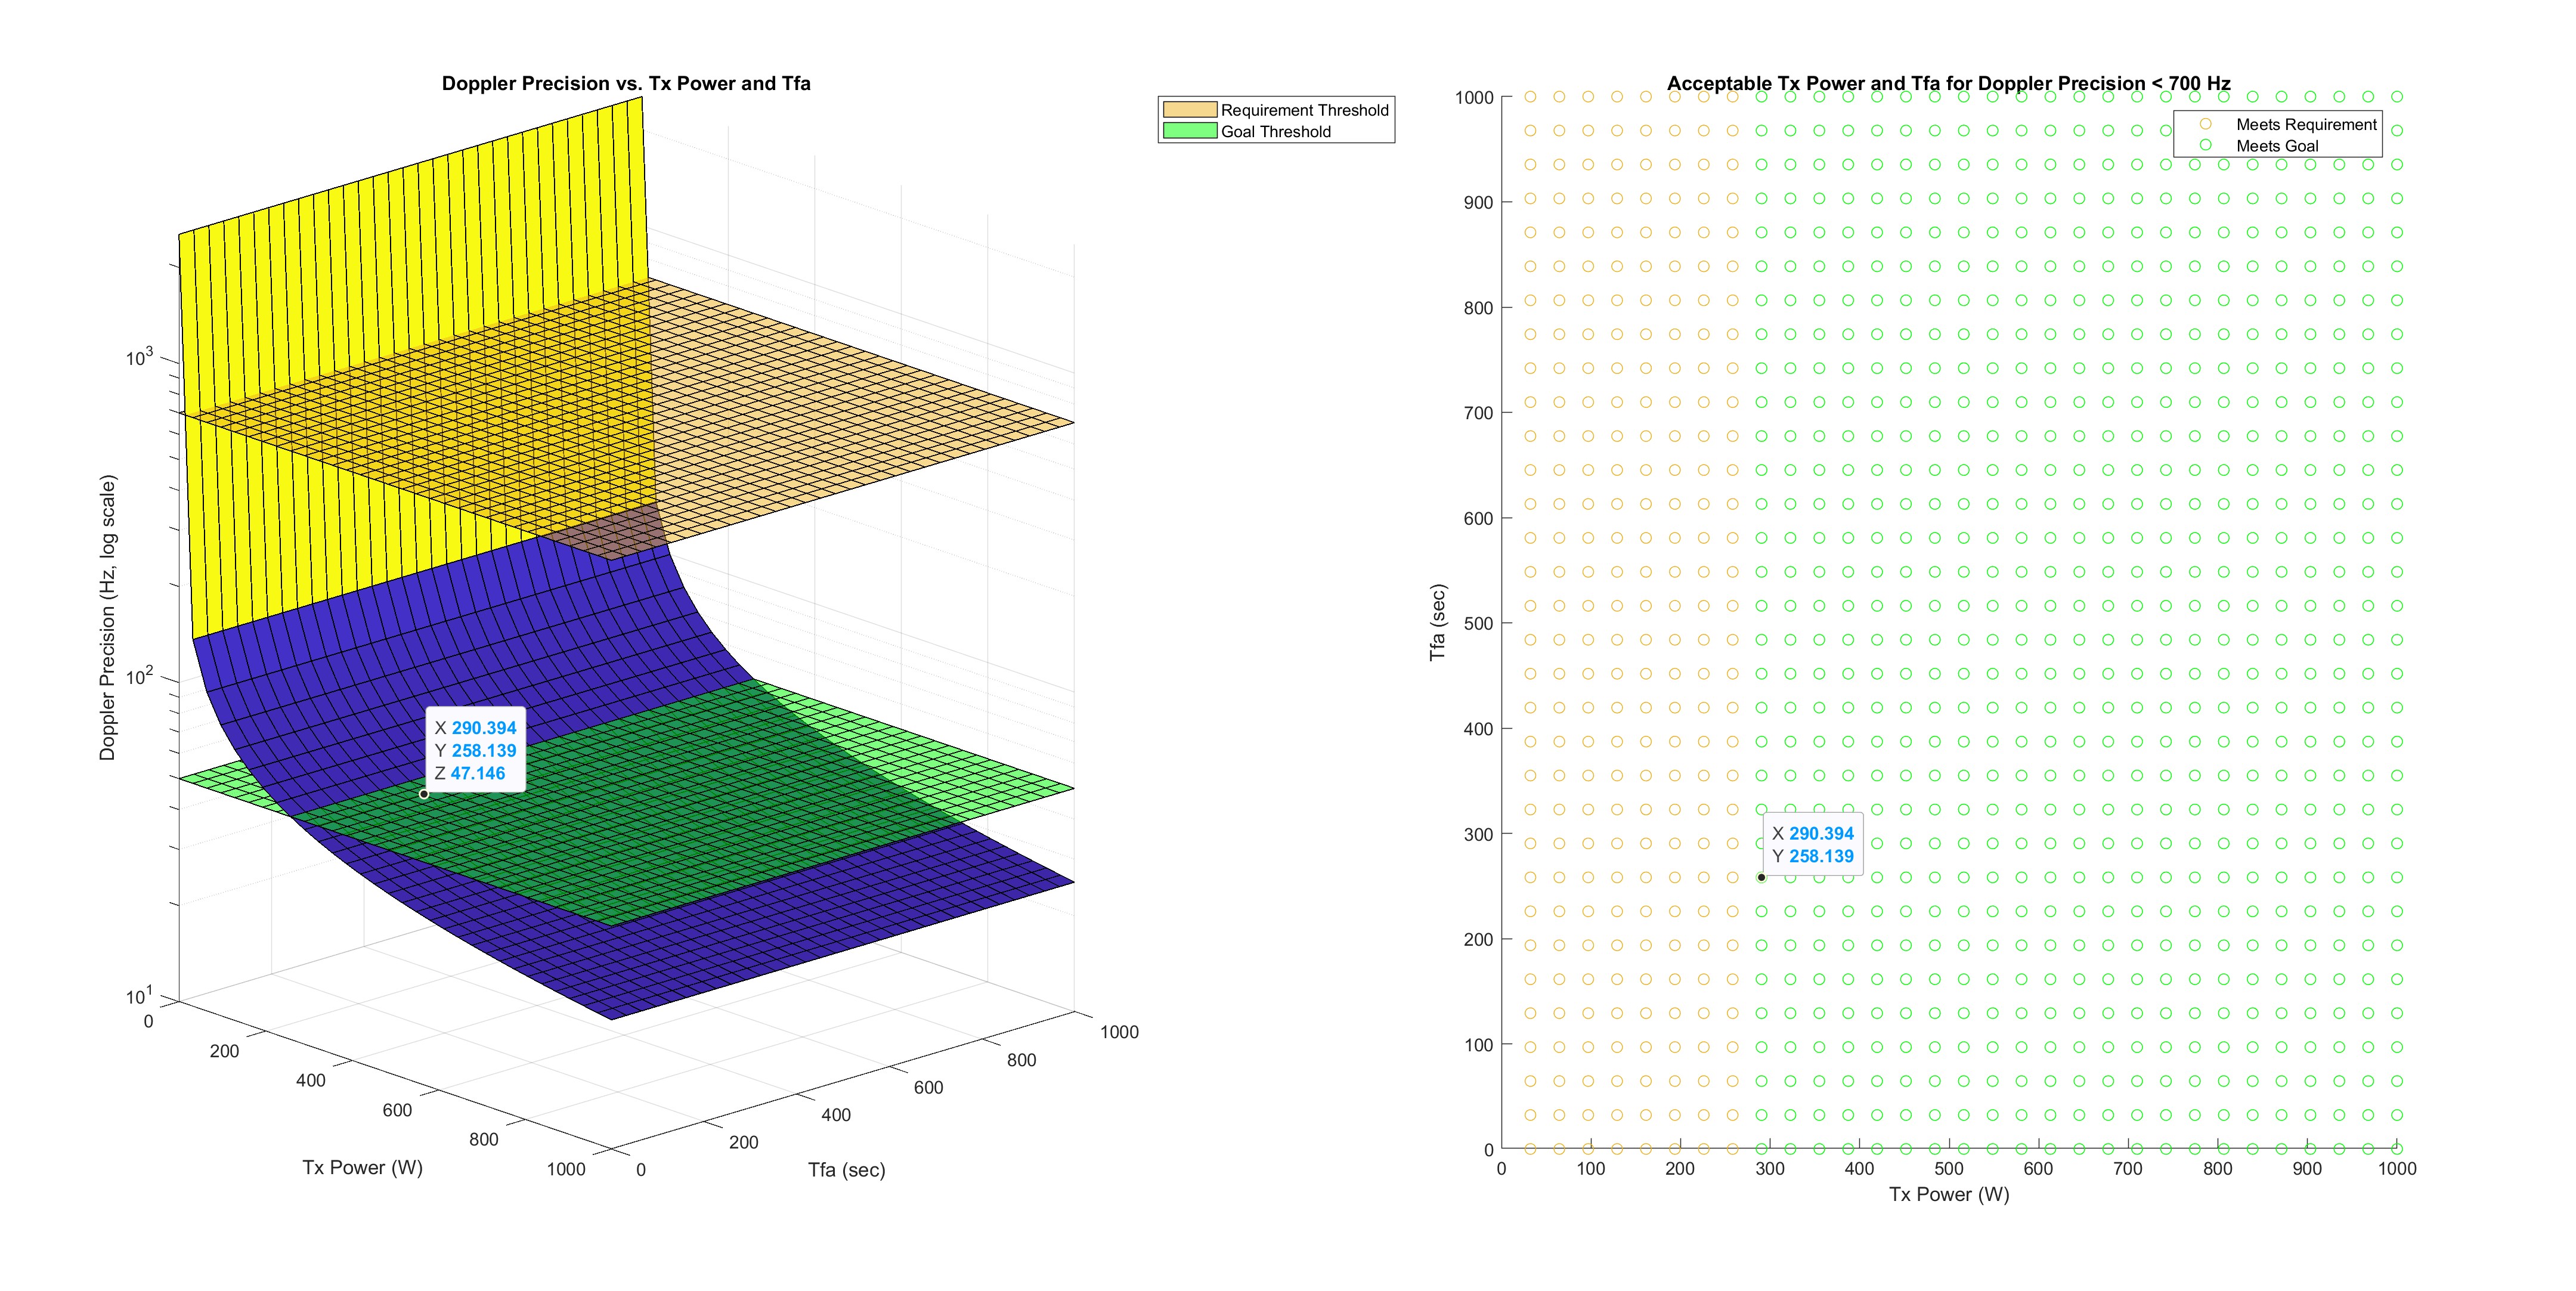 Doppler Precision vs. Tx Power and Tfa
Requirement Threshold
Goal Threshold
Doppler Precision (Hz, log scale)
10^3
10^2
10^1
X 290.394
Y 258.139
Z 47.146
0
200
400
600
800
1000
Tx Power (W)
0
200
400
600
800
1000
Tfa (sec)
Acceptable Tx Power and Tfa for Doppler Precision < 700 Hz
Meets Requirement
Meets Goal
1000
900
800
700
600
500
400
300
200
100
0
Tfa (sec)
X 290.394
Y 258.139
0 100 200 300 400 500 600 700 800 900 1000
Tx Power (W)